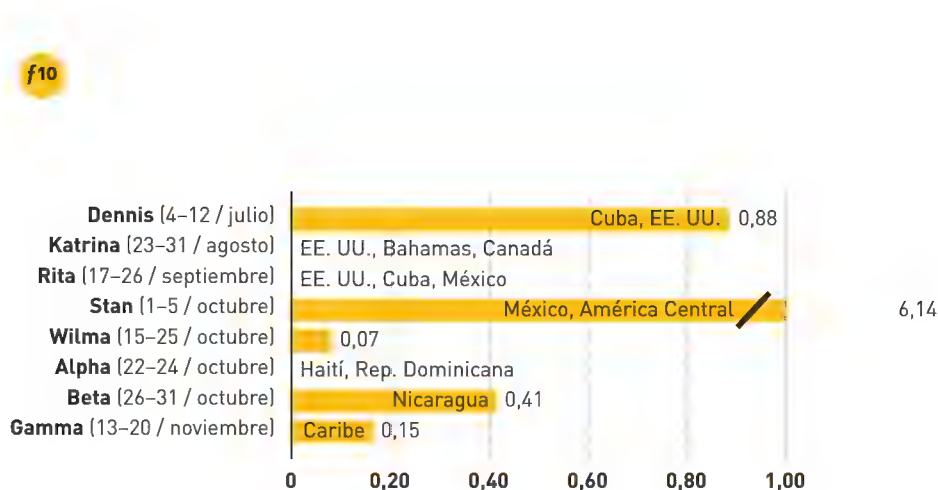 f10
Dennis (4–12 / julio) Cuba, EE. UU. 0,88
Katrina (23–31 / agosto) EE. UU., Bahamas, Canadá
Rita (17–26 / septiembre) EE. UU., Cuba, México
Stan (1–5 / octubre) México, América Central 6,14
Wilma (15–25 / octubre) 0,07
Alpha (22–24 / octubre) Haití, Rep. Dominicana
Beta (26–31 / octubre) Nicaragua 0,41
Gamma (13–20 / noviembre) Caribe 0,15
0 0,20 0,40 0,60 0,80 1,00